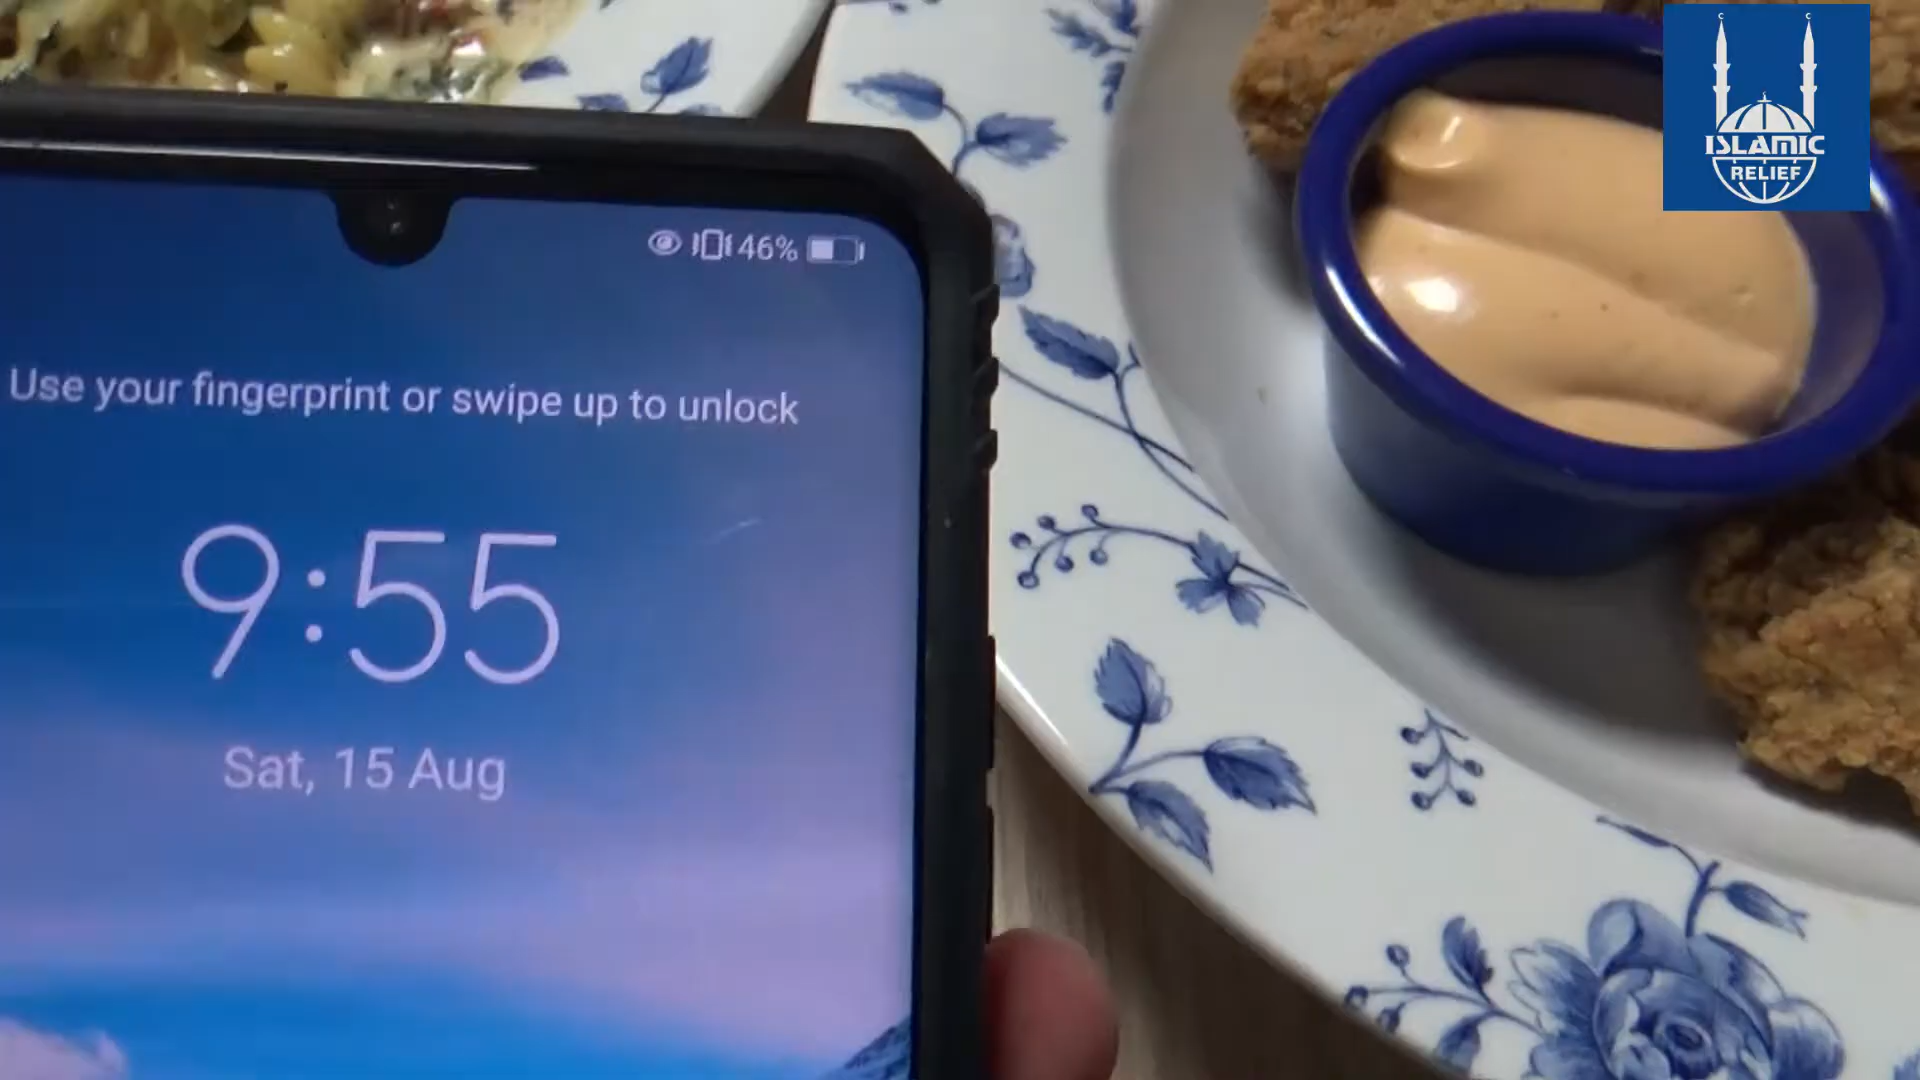 ISLAMIC
RELIEF
46%
Use your fingerprint or swipe up to unlock
9:55
Sat, 15 Aug